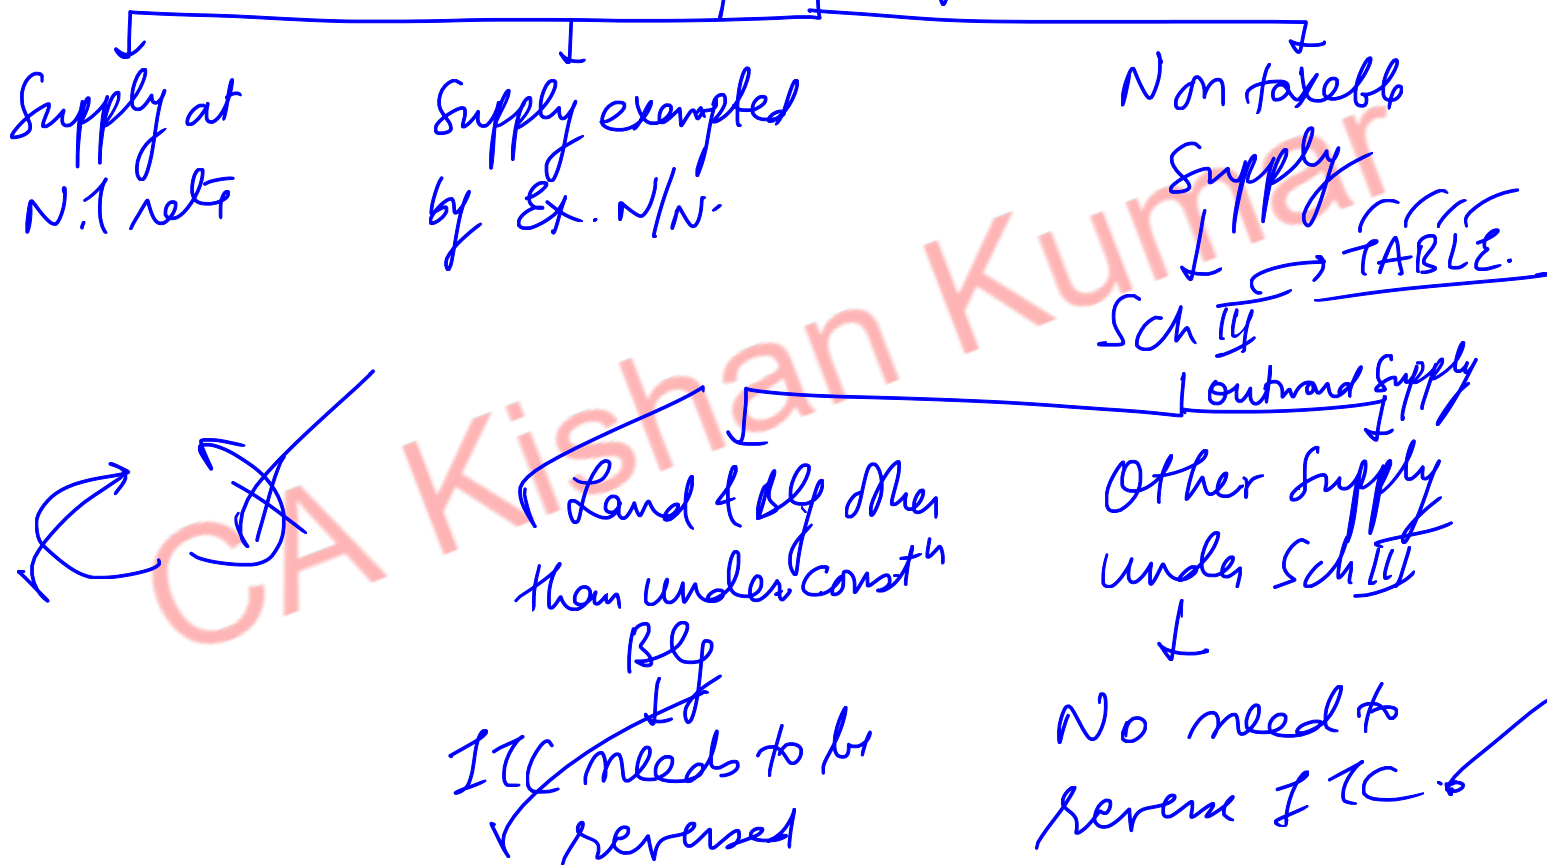 Supply at
Nil rate
Supply exempted
by Ex. N/N.
Non taxable
Supply
Sch III
TABLE.
outward Supply
Land & Blg other
than under const^n
Blg
ITC needs to be
reversed
Other Supply
under Sch III
No need to
reverse ITC.
CA Kishan Kumar